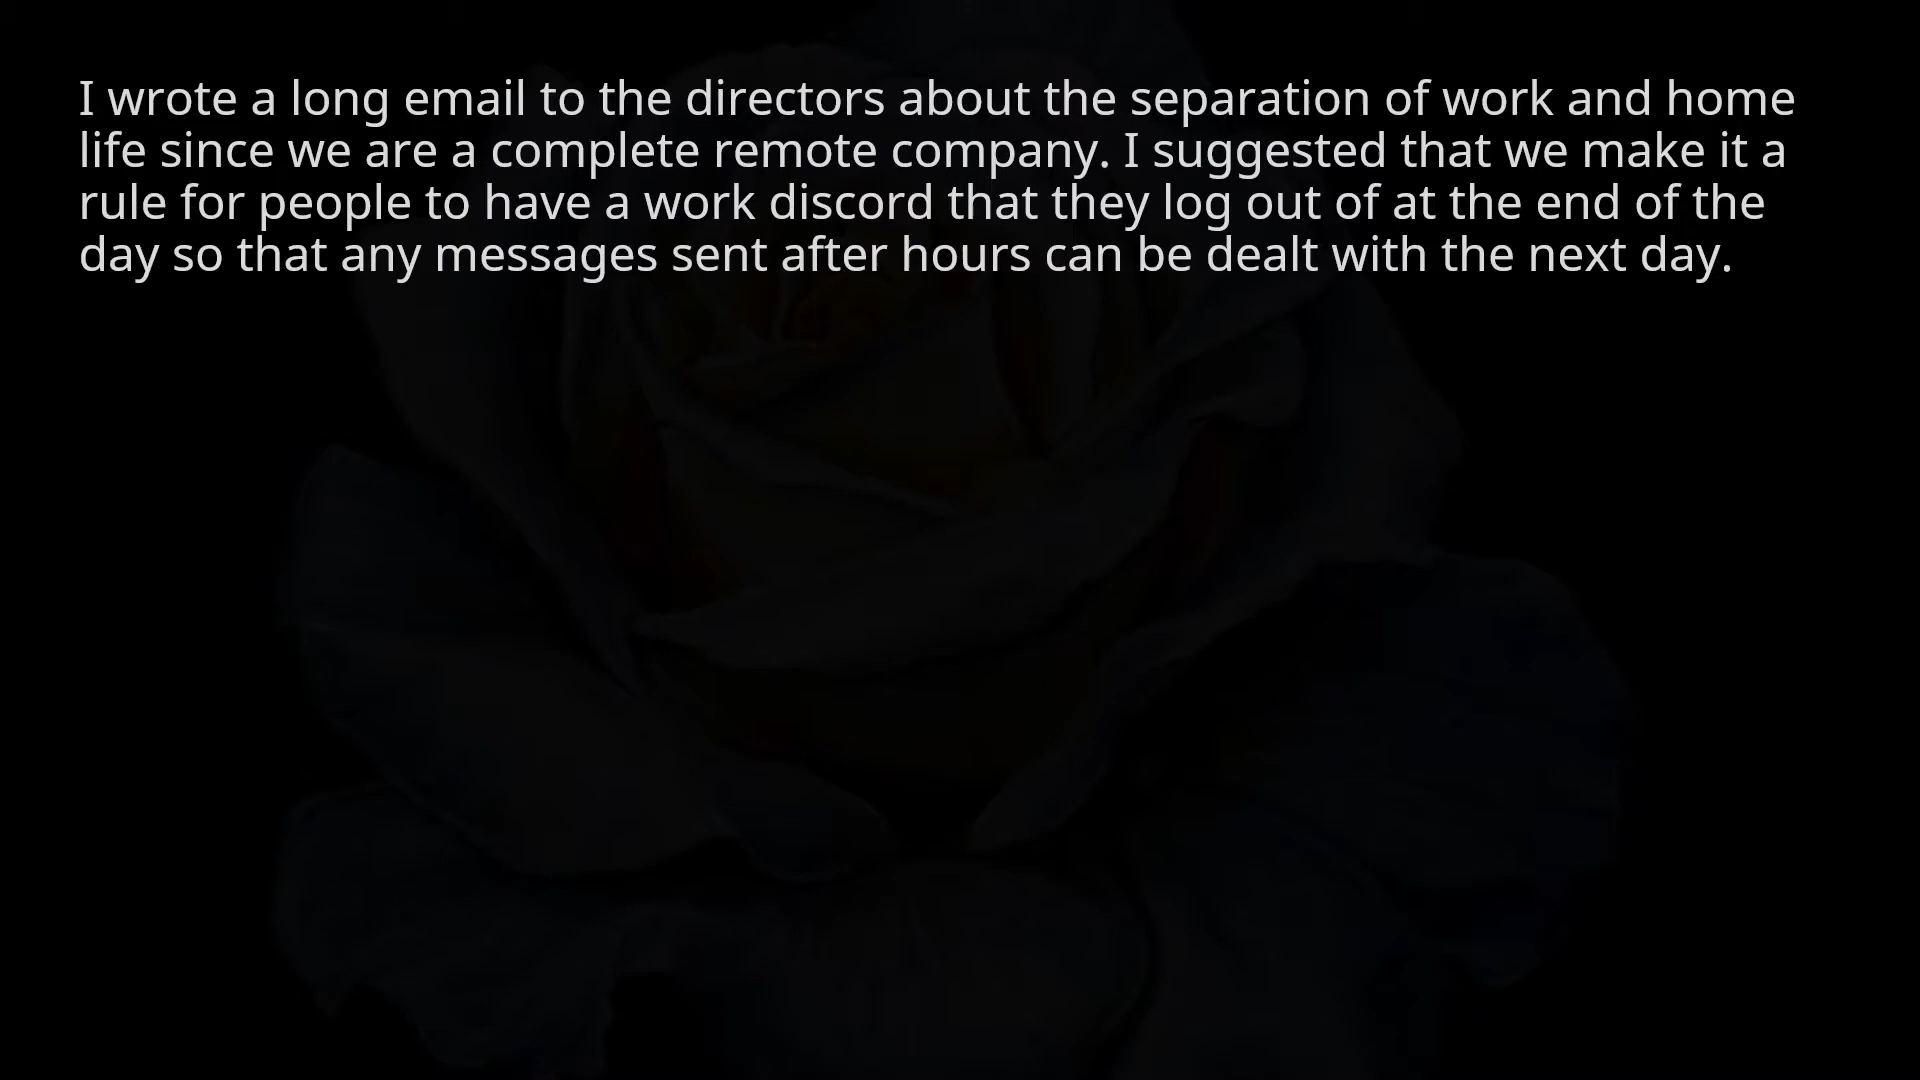 I wrote a long email to the directors about the separation of work and home
life since we are a complete remote company. I suggested that we make it a
rule for people to have a work discord that they log out of at the end of the
day so that any messages sent after hours can be dealt with the next day.